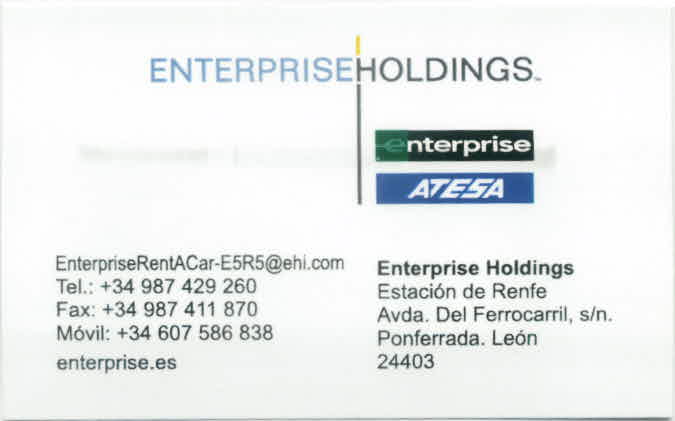 ENTERPRISEHOLDINGS™
enterprise
ATESA
EnterpriseRentACar-E5R5@ehi.com
Tel.: +34 987 429 260
Fax: +34 987 411 870
Móvil: +34 607 586 838
enterprise.es
Enterprise Holdings
Estación de Renfe
Avda. Del Ferrocarril, s/n.
Ponferrada. León
24403